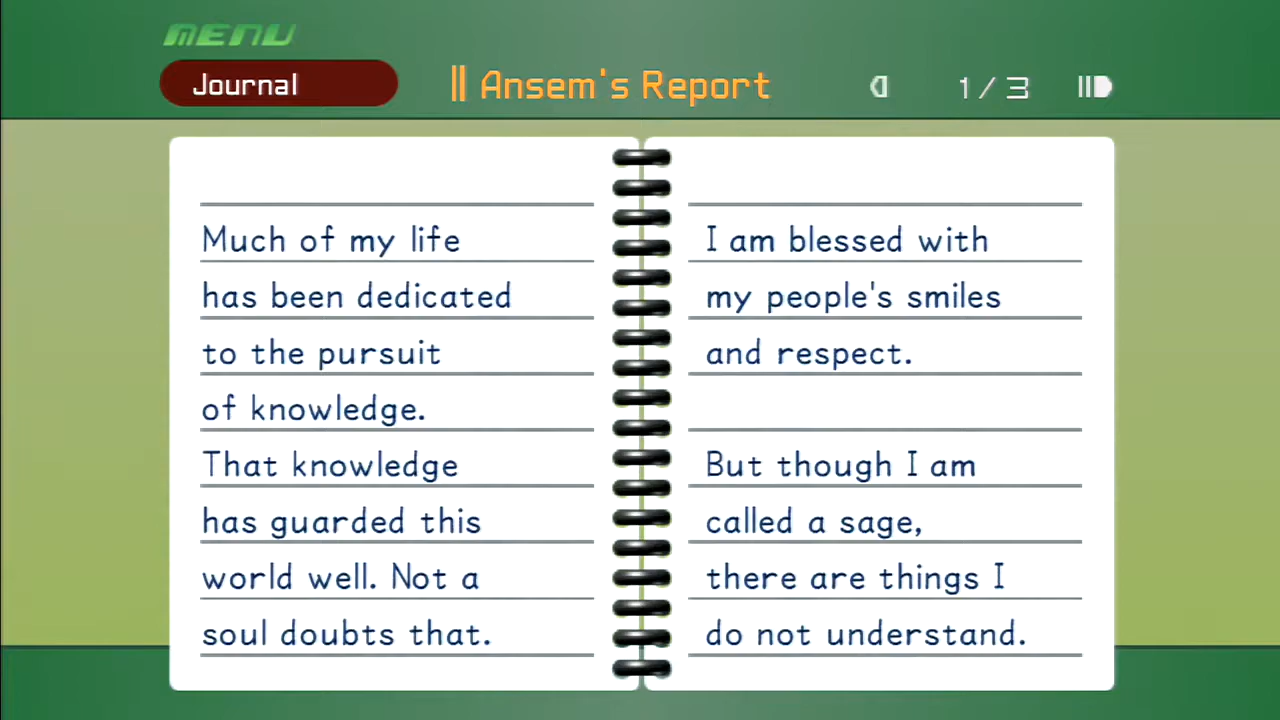 MENU
Journal
Ansem's Report
1/3
Much of my life
has been dedicated
to the pursuit
of knowledge.
That knowledge
has guarded this
world well. Not a
soul doubts that.
I am blessed with
my people's smiles
and respect.
But though I am
called a sage,
there are things I
do not understand.